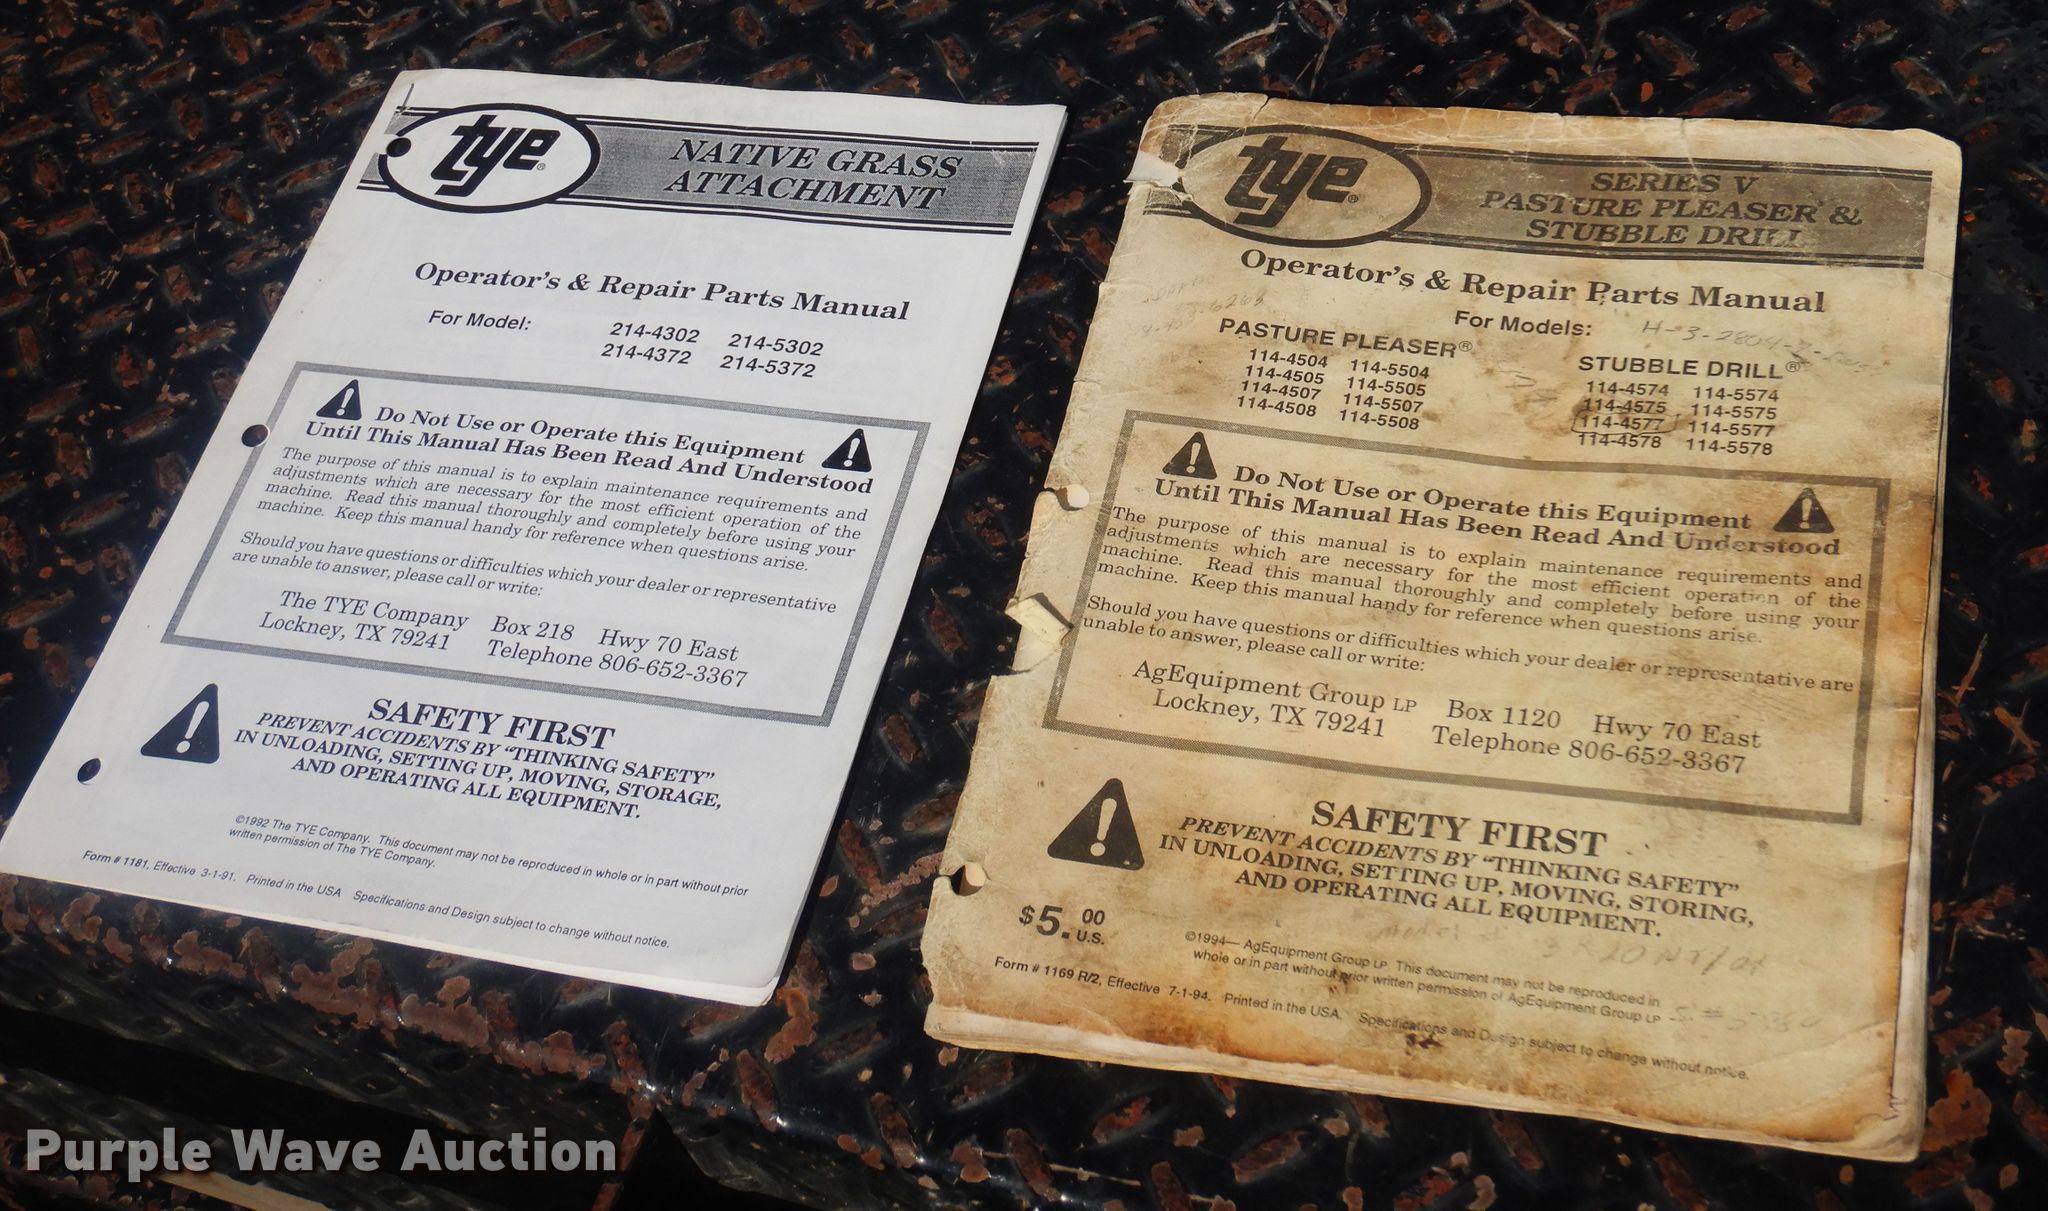 tye®
NATIVE GRASS
ATTACHMENT
Operator's & Repair Parts Manual
For Model: 214-4302 214-5302
214-4372 214-5372
Do Not Use or Operate this Equipment
Until This Manual Has Been Read And Understood
The purpose of this manual is to explain maintenance requirements and
adjustments which are necessary for the most efficient operation of the
machine. Read this manual thoroughly and completely before using your
machine. Keep this manual handy for reference when questions arise.
Should you have questions or difficulties which your dealer or representative
are unable to answer, please call or write:
The TYE Company Box 218 Hwy 70 East
Lockney, TX 79241 Telephone 806-652-3367
SAFETY FIRST
PREVENT ACCIDENTS BY "THINKING SAFETY"
IN UNLOADING, SETTING UP, MOVING, STORAGE,
AND OPERATING ALL EQUIPMENT.
©1992 The TYE Company. This document may not be reproduced in whole or in part without prior
written permission of The TYE Company.
Form # 1181, Effective 3-1-91. Printed in the USA Specifications and Design subject to change without notice.
tye®
SERIES V
PASTURE PLEASER &
STUBBLE DRILL
Operator's & Repair Parts Manual
For Models:
PASTURE PLEASER®
114-4504 114-5504
114-4505 114-5505
114-4507 114-5507
114-4508 114-5508
STUBBLE DRILL®
114-4574 114-5574
114-4575 114-5575
114-4577 114-5577
114-4578 114-5578
Do Not Use or Operate this Equipment
Until This Manual Has Been Read And Understood
The purpose of this manual is to explain maintenance requirements and
adjustments which are necessary for the most efficient operation of the
machine. Read this manual thoroughly and completely before using your
machine. Keep this manual handy for reference when questions arise.
Should you have questions or difficulties which your dealer or representative are
unable to answer, please call or write:
AgEquipment Group LP Box 1120 Hwy 70 East
Lockney, TX 79241 Telephone 806-652-3367
SAFETY FIRST
PREVENT ACCIDENTS BY "THINKING SAFETY"
IN UNLOADING, SETTING UP, MOVING, STORING,
AND OPERATING ALL EQUIPMENT.
$5.00 U.S.
Model
©1994— AgEquipment Group LP This document may not be reproduced in
whole or in part without prior written permission of AgEquipment Group LP
Form # 1169 R/2, Effective 7-1-94. Printed in the USA. Specifications and Design subject to change without notice.
Purple Wave Auction